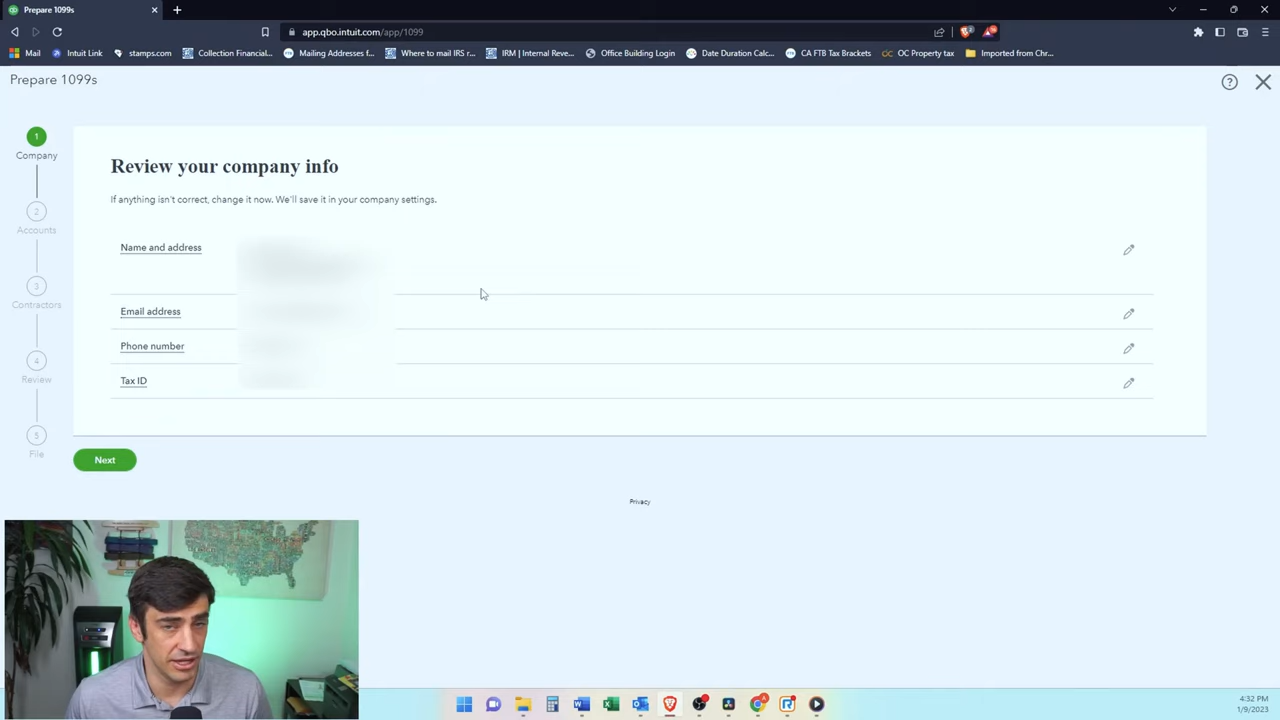 Prepare 1099s
app.qbo.intuit.com/app/1099
Mail
Intuit Link
stamps.com
Collection Financial...
Mailing Addresses f...
Where to mail IRS r...
IRM | Internal Reve...
Office Building Login
Date Duration Calc...
CA FTB Tax Brackets
OC Property tax
Imported from Chr...
Prepare 1099s
1
Company
2
Accounts
3
Contractors
4
Review
5
File
Review your company info
If anything isn't correct, change it now. We'll save it in your company settings.
Name and address
Email address
Phone number
Tax ID
Next
Privacy
4:32 PM
1/9/2023